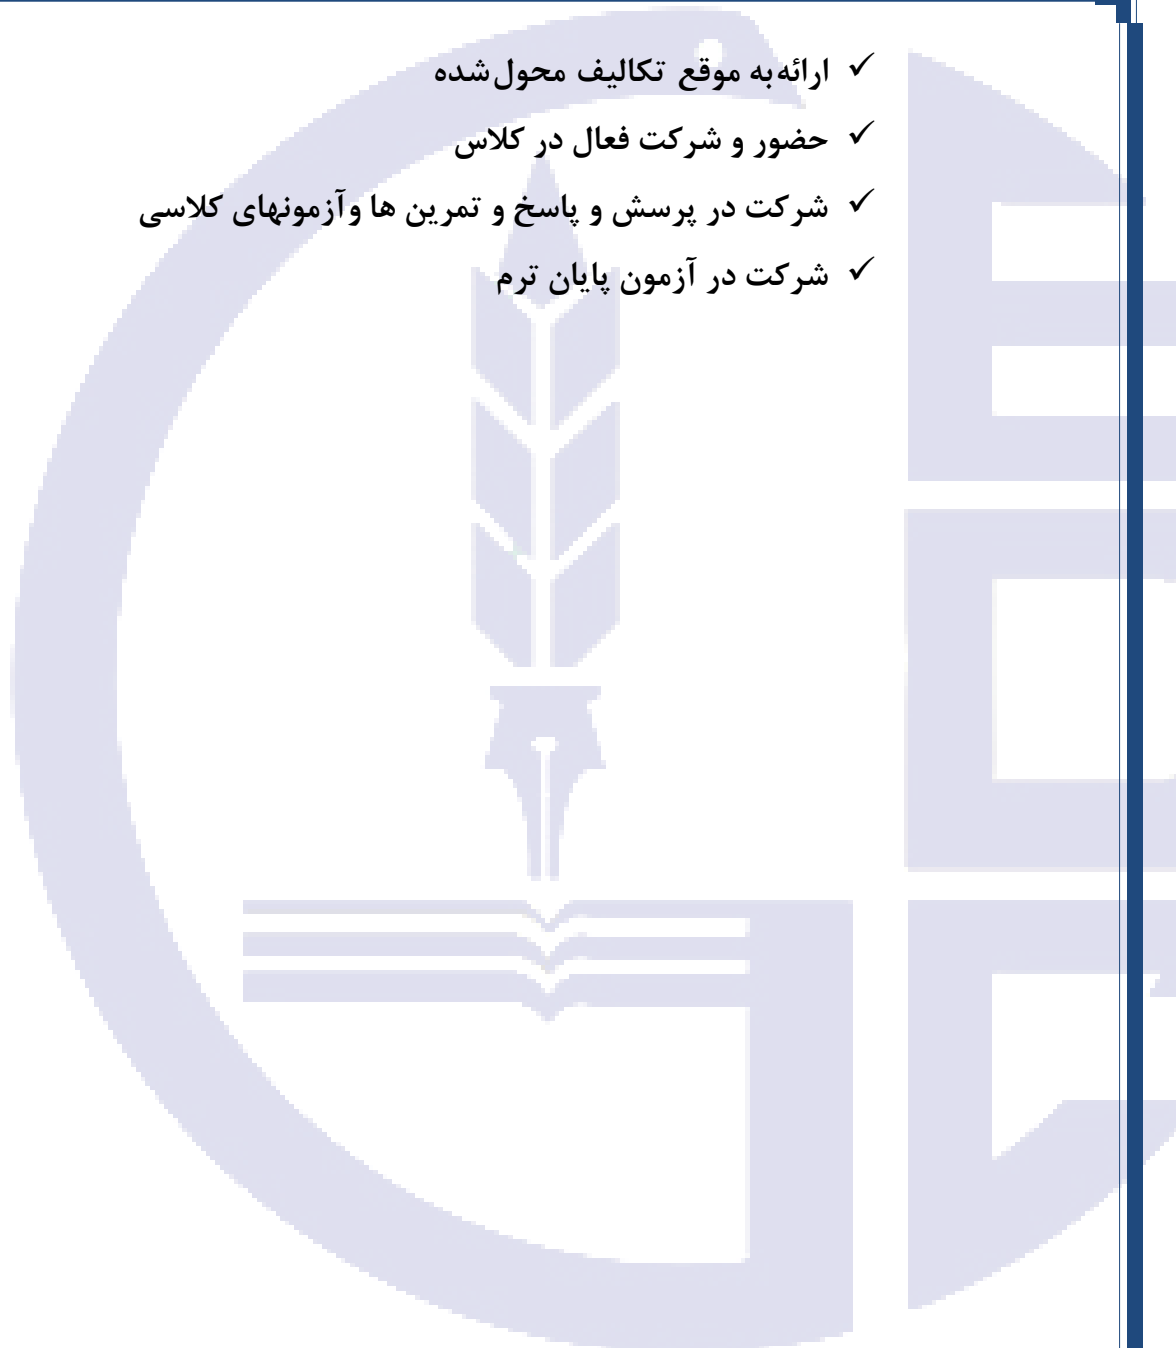 ✓ ارائه به موقع تکالیف محول شده
✓ حضور و شرکت فعال در کلاس
✓ شرکت در پرسش و پاسخ و تمرین ها وآزمونهای کلاسی
✓ شرکت در آزمون پایان ترم